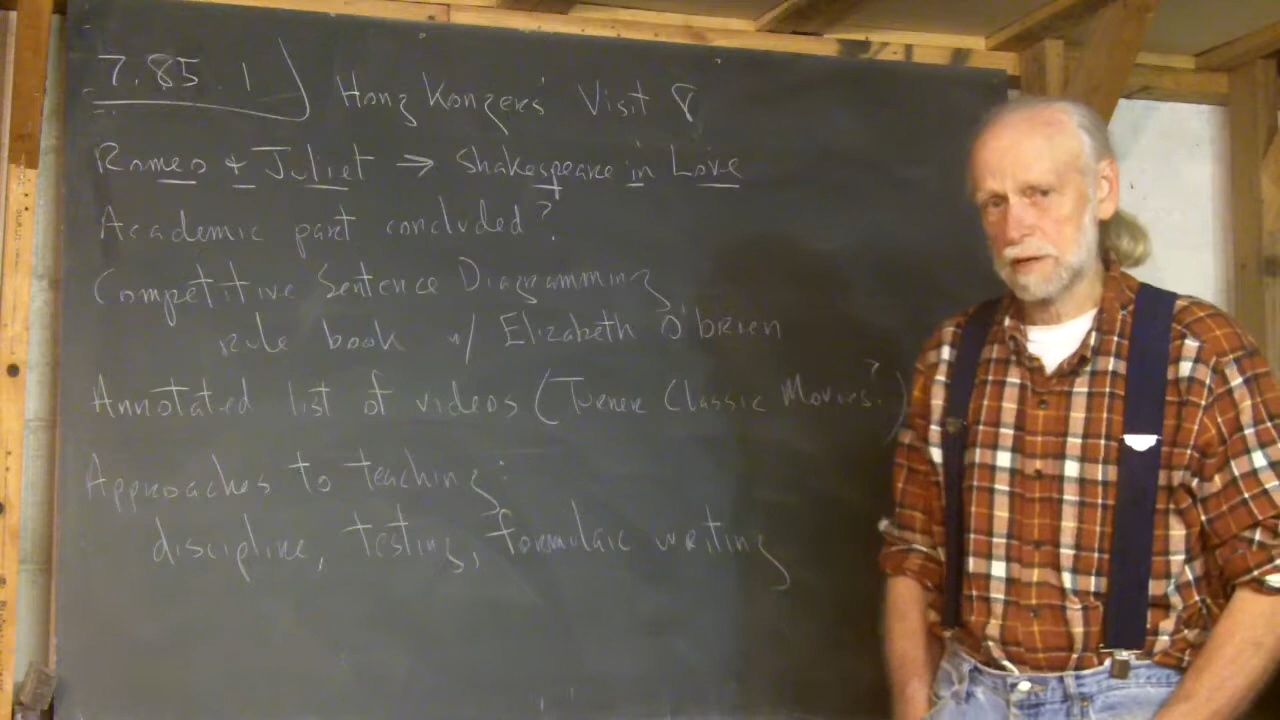 7.85.1) Hong Kongers' Visit 8
Romeo + Juliet → Shakespeare in Love
Academic part concluded?
Competitive Sentence Diagramming
rule book w/ Elizabeth O'brien
Annotated list of videos (Turner Classic Movies?)
Approaches to teaching:
discipline, testing, formulaic writing